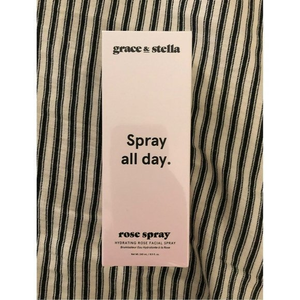 grace & stella
Spray
all day.
rose spray
HYDRATING ROSE FACIAL SPRAY